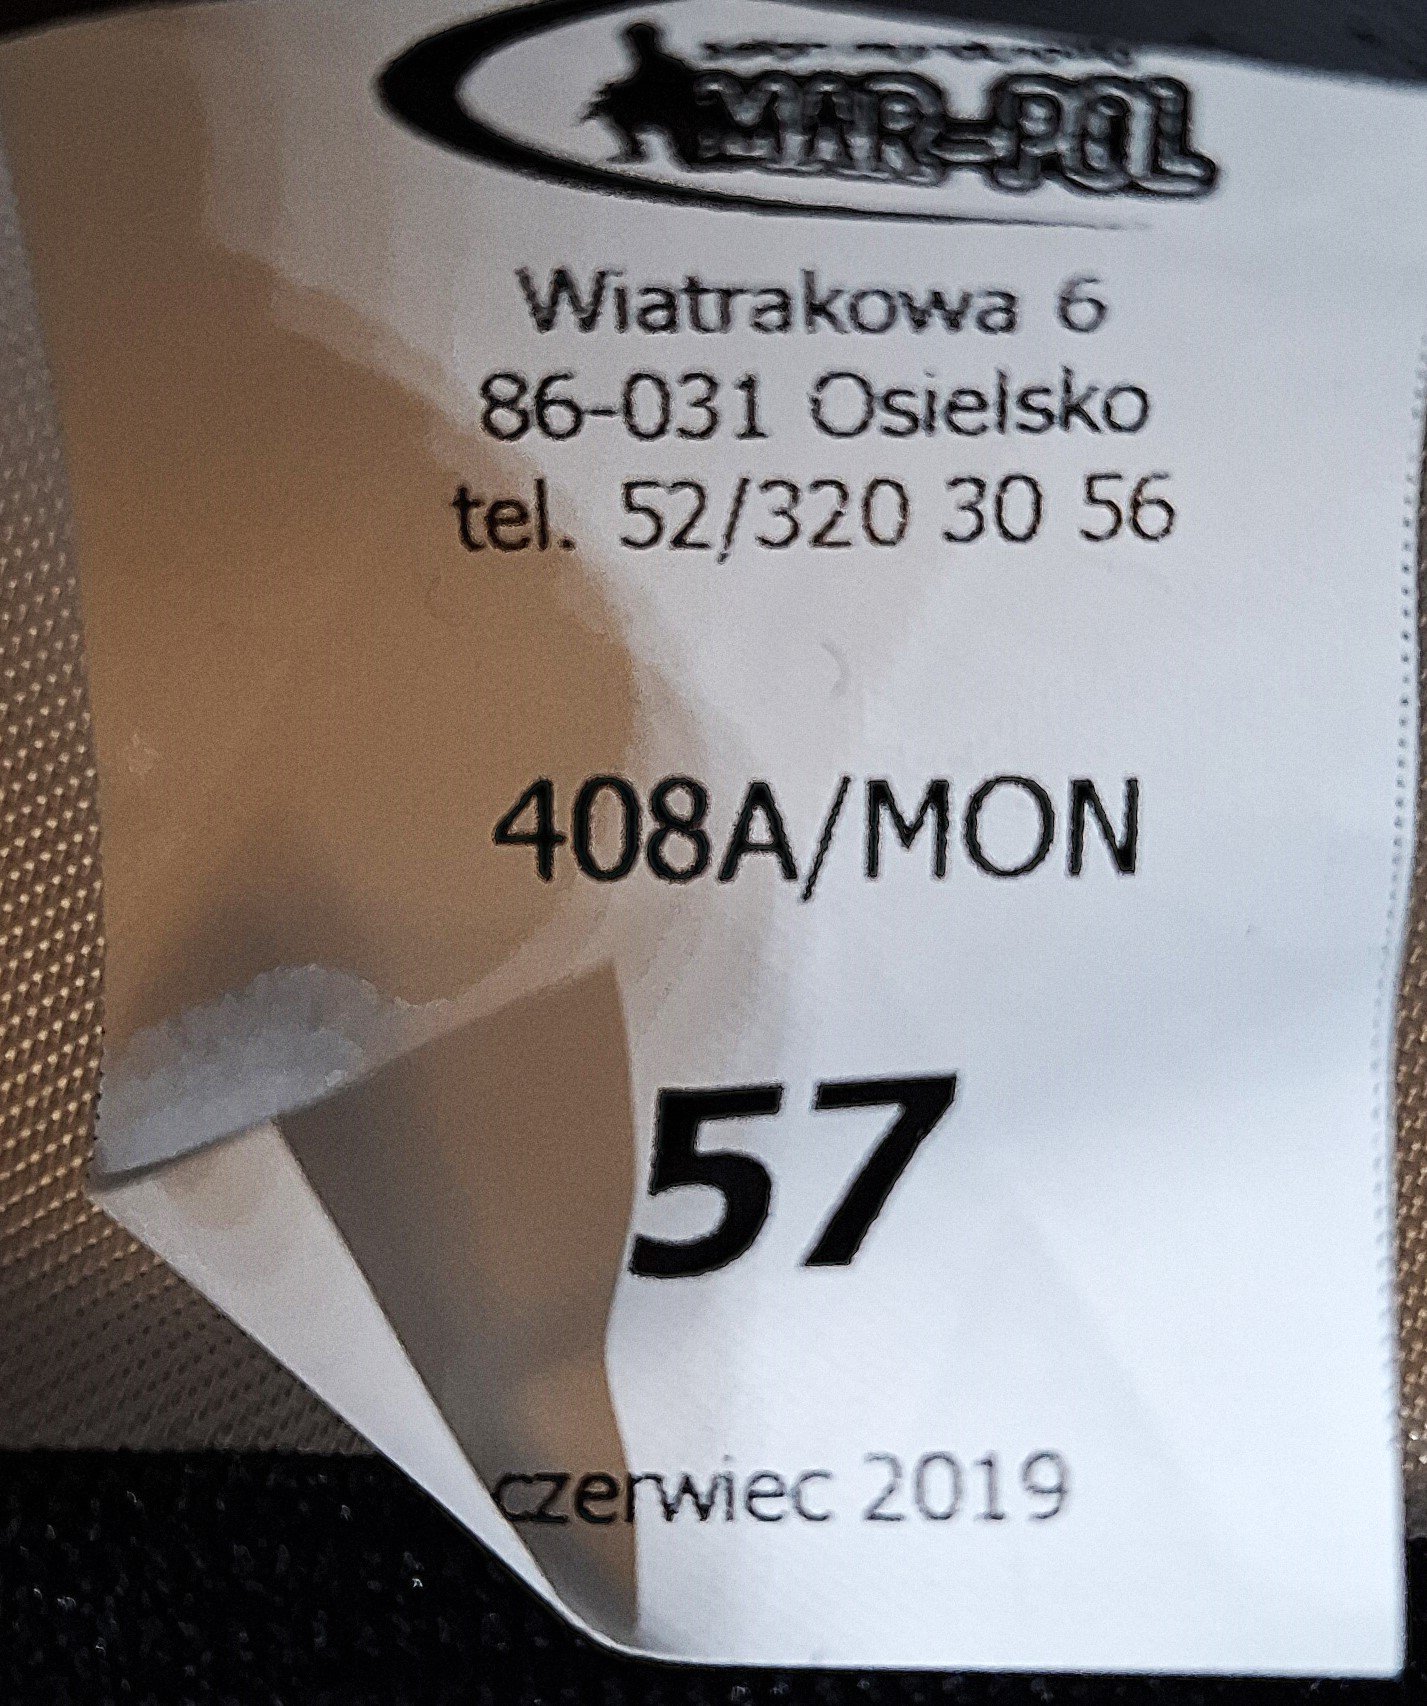 MAR-POL
Wiatrakowa 6
86-031 Osielsko
tel. 52/320 30 56
408A/MON
57
czerwiec 2019